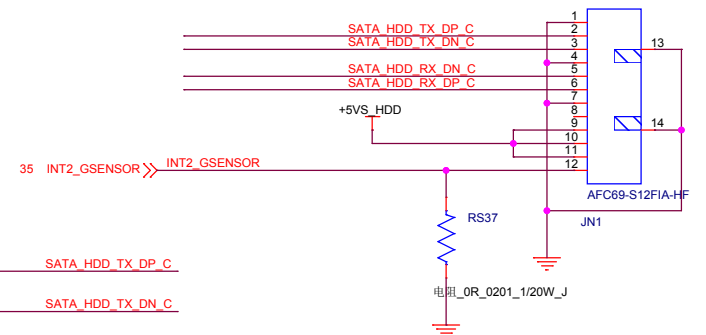 1
SATA_HDD_TX_DP_C 2
SATA_HDD_TX_DN_C 3
4
SATA_HDD_RX_DN_C 5
SATA_HDD_RX_DP_C 6
7
8
+5VS_HDD
9
10
11
12
13
14
35 INT2_GSENSOR INT2_GSENSOR
AFC69-S12FIA-HF
JN1
RS37
电阻_0R_0201_1/20W_J
SATA_HDD_TX_DP_C
SATA_HDD_TX_DN_C